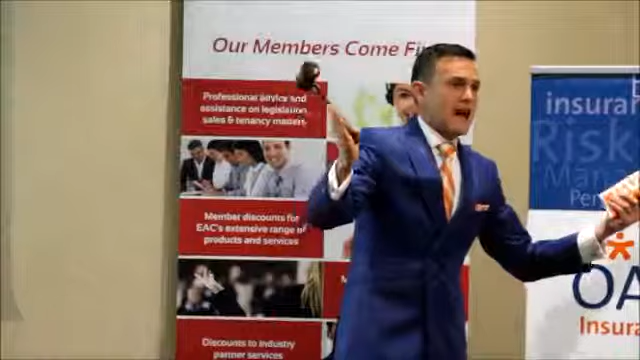 Our Members Come Fi
Professional advice and
assistance on legislation
sales & tenancy matters
Member discounts for
EAC's extensive range of
products and services
Discounts to industry
partner services
insura
Risk
Mana
Per
OA
Insura